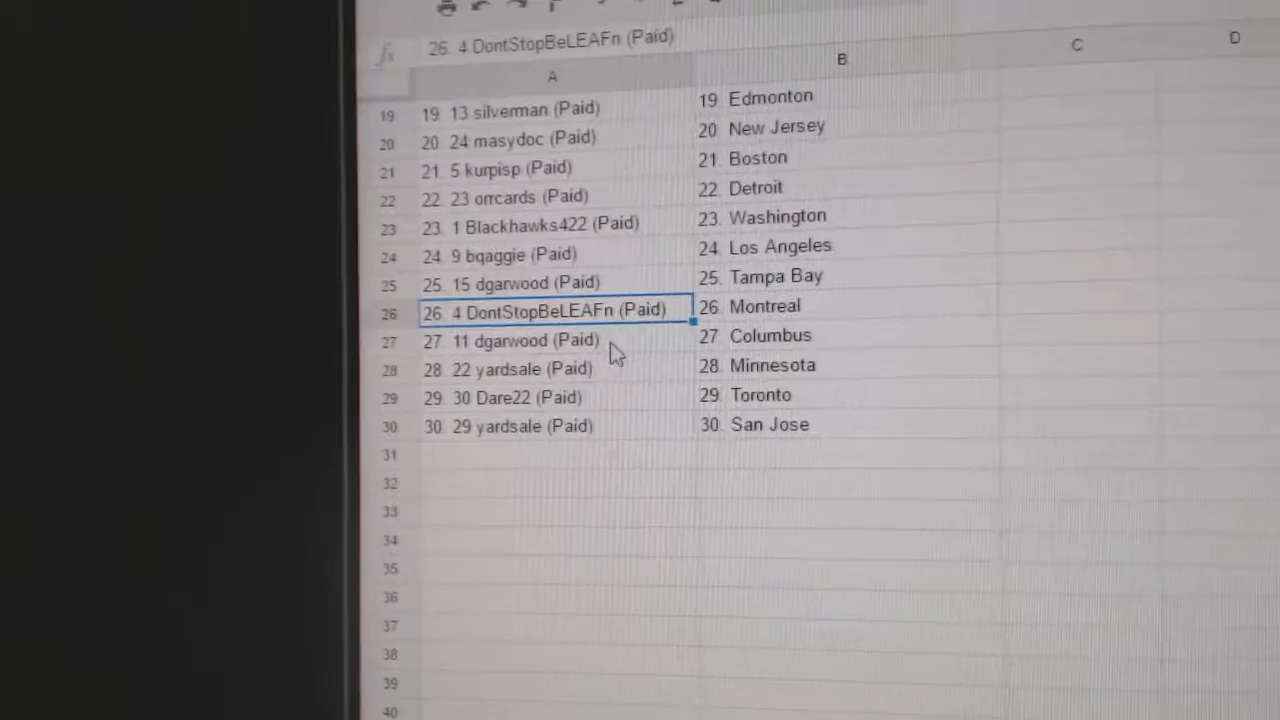 fx 26. 4 DontStopBeLEAFn (Paid)
A B C D
19 19. 13 silverman (Paid) 19. Edmonton
20 20. 24 masydoc (Paid) 20. New Jersey
21 21. 5 kurpisp (Paid) 21. Boston
22 22. 23 orrcards (Paid) 22. Detroit
23 23. 1 Blackhawks422 (Paid) 23. Washington
24 24. 9 bqaggie (Paid) 24. Los Angeles
25 25. 15 dgarwood (Paid) 25. Tampa Bay
26 26. 4 DontStopBeLEAFn (Paid) 26. Montreal
27 27. 11 dgarwood (Paid) 27. Columbus
28 28. 22 yardsale (Paid) 28. Minnesota
29 29. 30 Dare22 (Paid) 29. Toronto
30 30. 29 yardsale (Paid) 30. San Jose
31
32
33
34
35
36
37
38
39
40